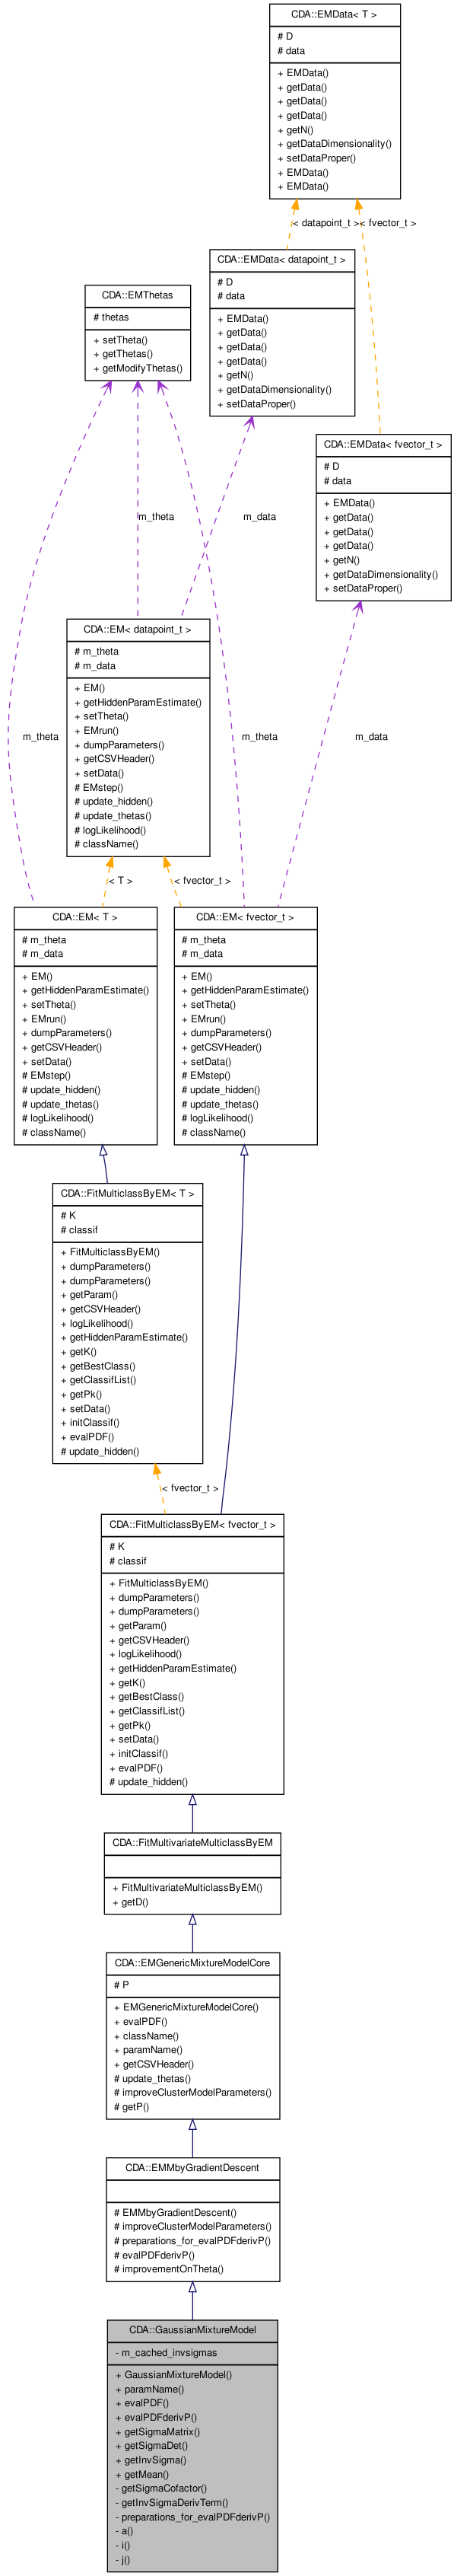 CDA::EMData< T >
# D
# data
+ EMData()
+ getData()
+ getData()
+ getData()
+ getN()
+ getDataDimensionality()
+ setDataProper()
+ EMData()
+ EMData()
< datapoint_t >
< fvector_t >
CDA::EMData< datapoint_t >
# D
# data
+ EMData()
+ getData()
+ getData()
+ getData()
+ getN()
+ getDataDimensionality()
+ setDataProper()
CDA::EMThetas
# thetas
+ setTheta()
+ getThetas()
+ getModifyThetas()
CDA::EMData< fvector_t >
# D
# data
+ EMData()
+ getData()
+ getData()
+ getData()
+ getN()
+ getDataDimensionality()
+ setDataProper()
m_theta
m_data
CDA::EM< datapoint_t >
# m_theta
# m_data
+ EM()
+ getHiddenParamEstimate()
+ setTheta()
+ EMrun()
+ dumpParameters()
+ getCSVHeader()
+ setData()
# EMstep()
# update_hidden()
# update_thetas()
# logLikelihood()
# className()
m_theta
m_theta
m_data
< T >
< fvector_t >
CDA::EM< T >
# m_theta
# m_data
+ EM()
+ getHiddenParamEstimate()
+ setTheta()
+ EMrun()
+ dumpParameters()
+ getCSVHeader()
+ setData()
# EMstep()
# update_hidden()
# update_thetas()
# logLikelihood()
# className()
CDA::EM< fvector_t >
# m_theta
# m_data
+ EM()
+ getHiddenParamEstimate()
+ setTheta()
+ EMrun()
+ dumpParameters()
+ getCSVHeader()
+ setData()
# EMstep()
# update_hidden()
# update_thetas()
# logLikelihood()
# className()
CDA::FitMulticlassByEM< T >
# K
# classif
+ FitMulticlassByEM()
+ dumpParameters()
+ dumpParameters()
+ getParam()
+ getCSVHeader()
+ logLikelihood()
+ getHiddenParamEstimate()
+ getK()
+ getBestClass()
+ getClassifList()
+ getPk()
+ setData()
+ initClassif()
+ evalPDF()
# update_hidden()
< fvector_t >
CDA::FitMulticlassByEM< fvector_t >
# K
# classif
+ FitMulticlassByEM()
+ dumpParameters()
+ dumpParameters()
+ getParam()
+ getCSVHeader()
+ logLikelihood()
+ getHiddenParamEstimate()
+ getK()
+ getBestClass()
+ getClassifList()
+ getPk()
+ setData()
+ initClassif()
+ evalPDF()
# update_hidden()
CDA::FitMultivariateMulticlassByEM
+ FitMultivariateMulticlassByEM()
+ getD()
CDA::EMGenericMixtureModelCore
# P
+ EMGenericMixtureModelCore()
+ evalPDF()
+ className()
+ paramName()
+ getCSVHeader()
# update_thetas()
# improveClusterModelParameters()
# getP()
CDA::EMMbyGradientDescent
# EMMbyGradientDescent()
# improveClusterModelParameters()
# preparations_for_evalPDFderivP()
# evalPDFderivP()
# improvementOnTheta()
CDA::GaussianMixtureModel
- m_cached_invsigmas
+ GaussianMixtureModel()
+ paramName()
+ evalPDF()
+ evalPDFderivP()
+ getSigmaMatrix()
+ getSigmaDet()
+ getInvSigma()
+ getMean()
- getSigmaCofactor()
- getInvSigmaDerivTerm()
- preparations_for_evalPDFderivP()
- a()
- i()
- j()